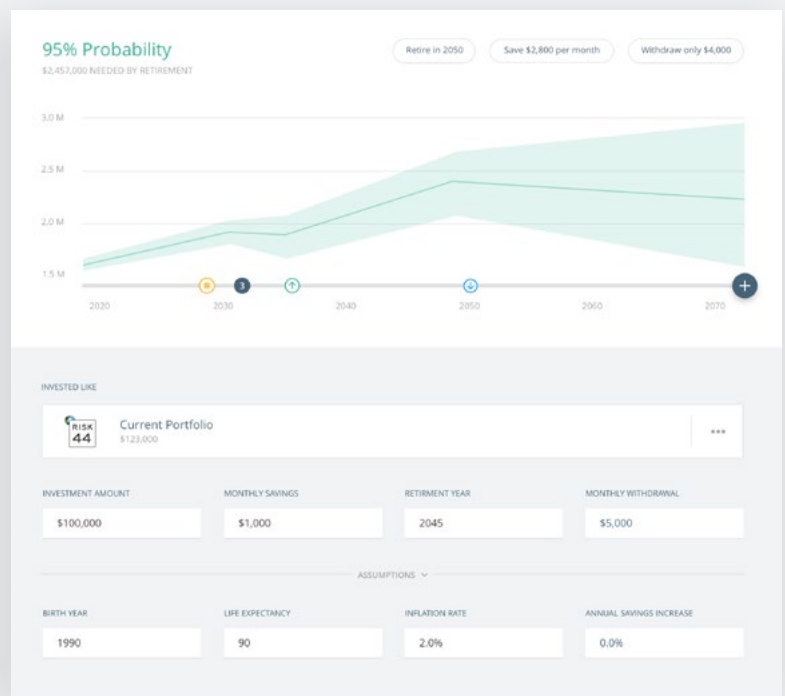 95% Probability
$2,457,000 NEEDED BY RETIREMENT
Retire in 2050
Save $2,800 per month
Withdraw only $4,000
3.0 M
2.5 M
2.0 M
1.5 M
3
2020
2030
2040
2050
2060
2070
INVESTED LIKE
RISK
44
Current Portfolio
$123,000
INVESTMENT AMOUNT
MONTHLY SAVINGS
RETIRMENT YEAR
MONTHLY WITHDRAWAL
$100,000
$1,000
2045
$5,000
ASSUMPTIONS
BIRTH YEAR
LIFE EXPECTANCY
INFLATION RATE
ANNUAL SAVINGS INCREASE
1990
90
2.0%
0.0%